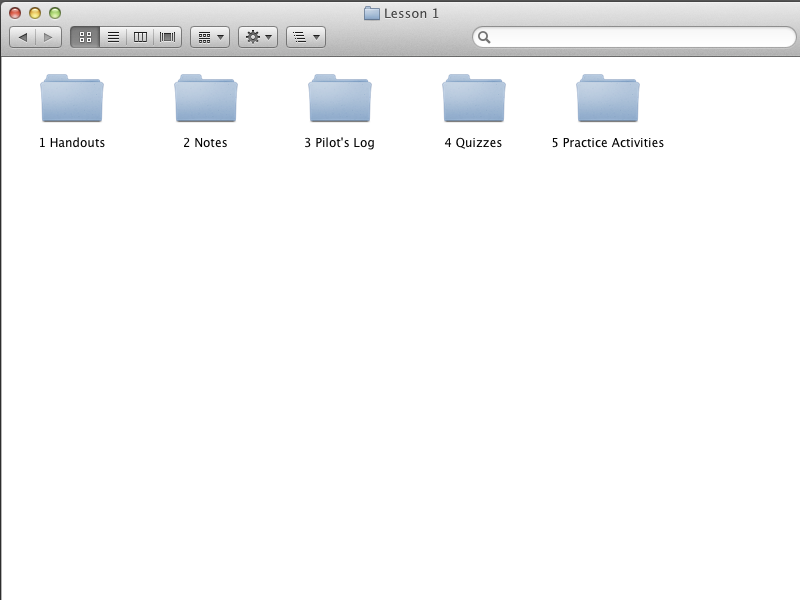 Lesson 1
1 Handouts
2 Notes
3 Pilot's Log
4 Quizzes
5 Practice Activities